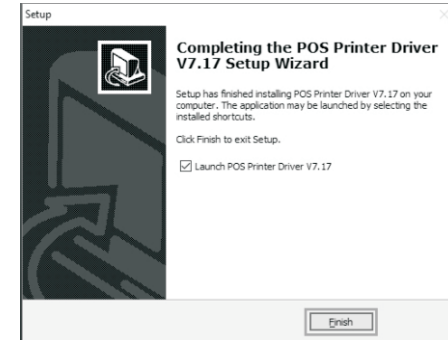 Setup
Completing the POS Printer Driver
V7.17 Setup Wizard
Setup has finished installing POS Printer Driver V7.17 on your
computer. The application may be launched by selecting the
installed shortcuts.
Click Finish to exit Setup.
Launch POS Printer Driver V7.17
Finish